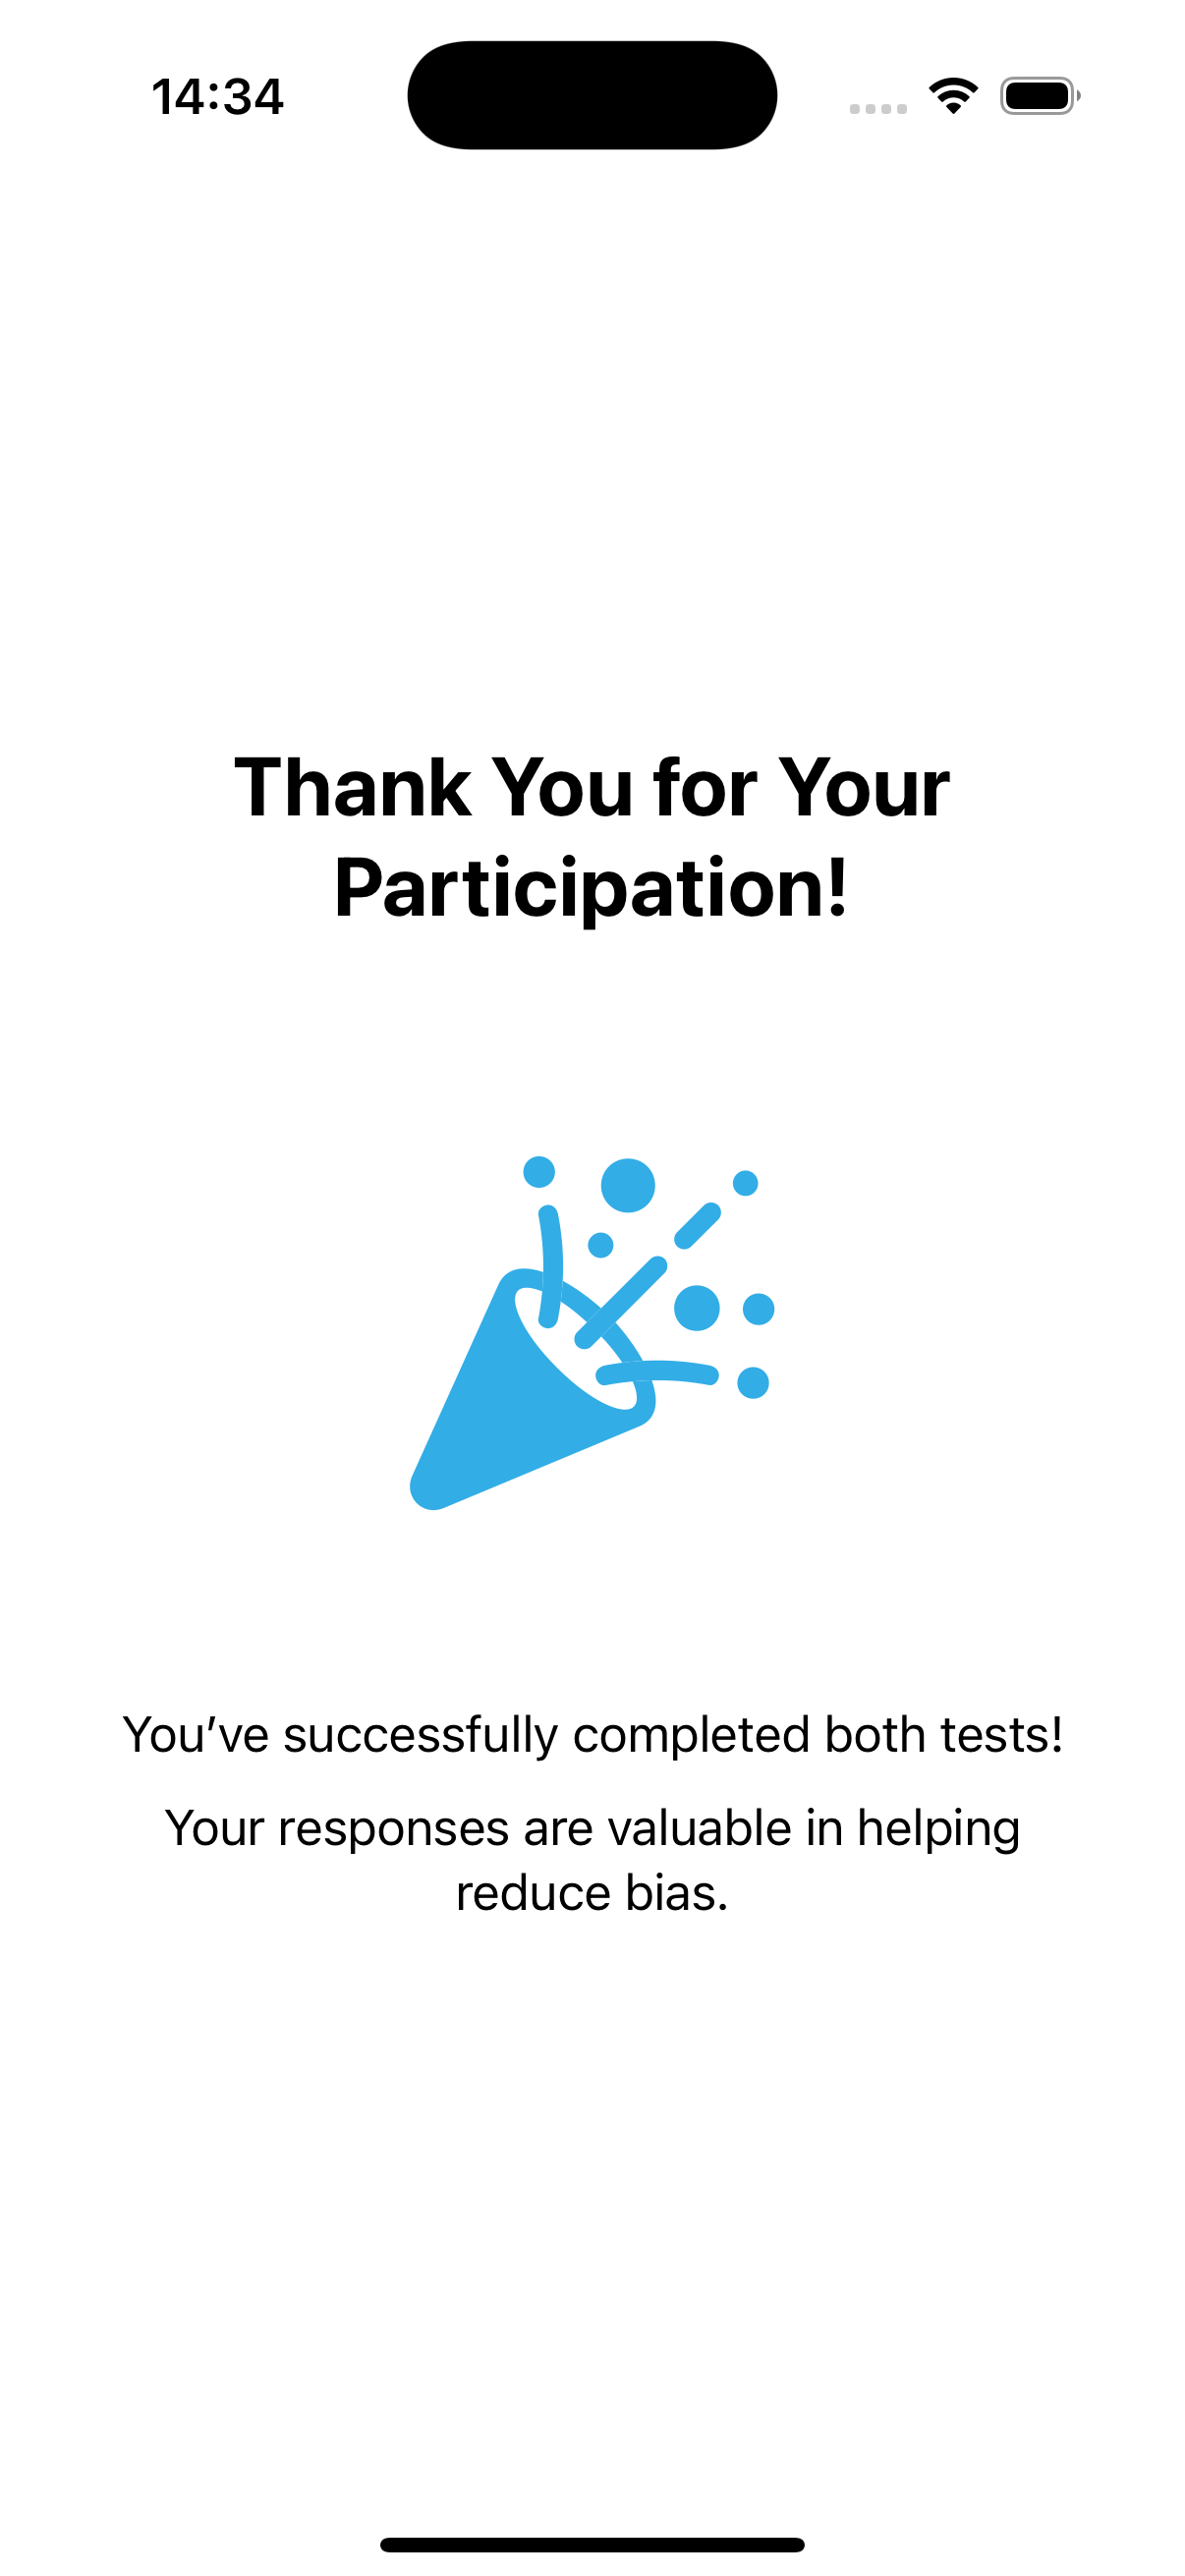 14:34
Thank You for Your
Participation!
You’ve successfully completed both tests!
Your responses are valuable in helping
reduce bias.